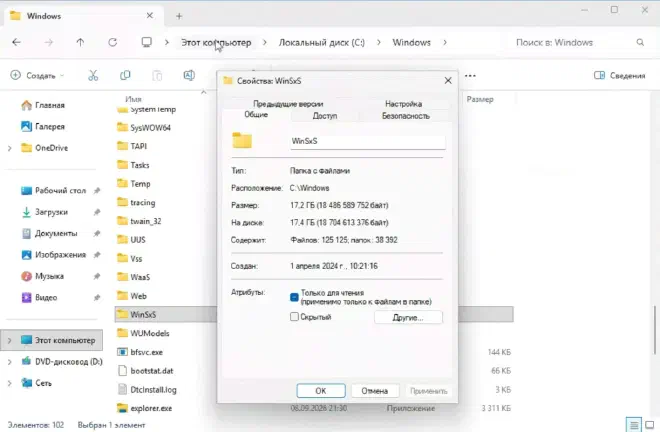 Windows
Этот компьютер
Локальный диск (C:)
Windows
Поиск в: Windows
Создать
Сведения
Имя
Размер
Главная
Галерея
OneDrive
Рабочий стол
Загрузки
Документы
Изображения
Музыка
Видео
Этот компьютер
DVD-дисковод (D:)
Сеть
SystemTemp
SysWOW64
TAPI
Tasks
Temp
tracing
twain_32
UUS
Vss
WaaS
Web
WinSxS
WUModels
bfsvc.exe
bootstat.dat
DtcInstall.log
explorer.exe
144 КБ
66 КБ
3 КБ
Приложение
3 311 КБ
Свойства: WinSxS
Предыдущие версии
Настройка
Общие
Доступ
Безопасность
WinSxS
Тип: Папка с файлами
Расположение: C:\Windows
Размер: 17,2 ГБ (18 486 589 752 байт)
На диске: 17,4 ГБ (18 704 613 376 байт)
Содержит: Файлов: 125 125; папок: 38 392
Создан: 1 апреля 2024 г., 10:21:16
Атрибуты: Только для чтения
(применимо только к файлам в папке)
Скрытый
Другие...
OK
Отмена
Применить
Элементов: 102
Выбран 1 элемент